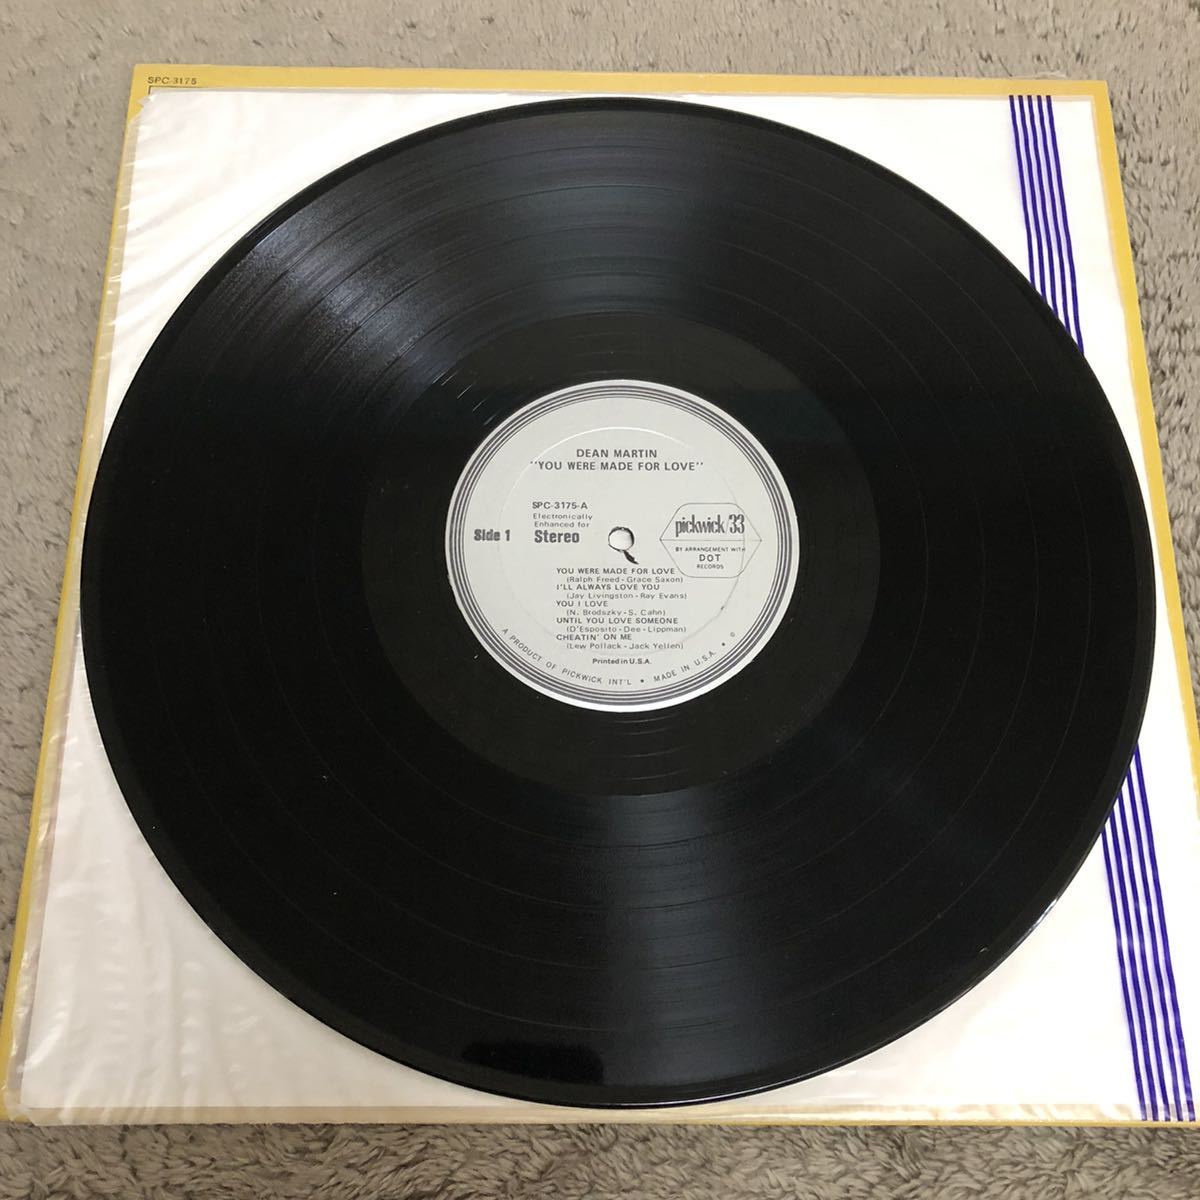 SPC-3175
DEAN MARTIN
"YOU WERE MADE FOR LOVE"
SPC-3175-A
Electronically
Enhanced for
Side 1 Stereo
pickwick/33
BY ARRANGEMENT WITH
DOT
RECORDS
YOU WERE MADE FOR LOVE
(Ralph Freed - Grace Saxon)
I'LL ALWAYS LOVE YOU
(Jay Livingston - Ray Evans)
YOU I LOVE
(N. Brodszky - S. Cahn)
UNTIL YOU LOVE SOMEONE
(D'Esposito - Dee - Lippman)
CHEATIN' ON ME
(Lew Pollack - Jack Yellen)
Printed in U.S.A.
A PRODUCT OF PICKWICK INT'L • MADE IN U.S.A. • ©